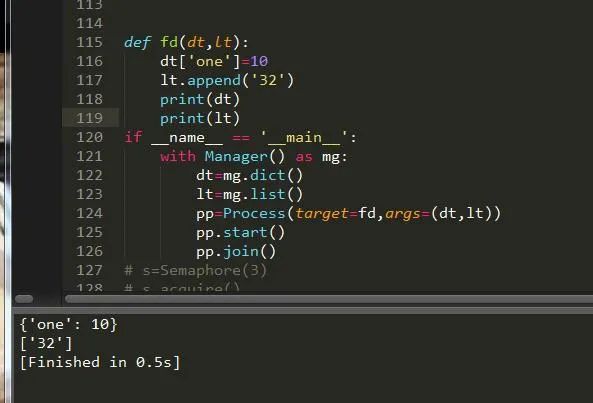 113
114
115 def fd(dt,lt):
116     dt['one']=10
117     lt.append('32')
118     print(dt)
119     print(lt)
120 if __name__ == '__main__':
121     with Manager() as mg:
122         dt=mg.dict()
123         lt=mg.list()
124         pp=Process(target=fd,args=(dt,lt))
125         pp.start()
126         pp.join()
127 # s=Semaphore(3)
128 # s.acquire()
{'one': 10}
['32']
[Finished in 0.5s]